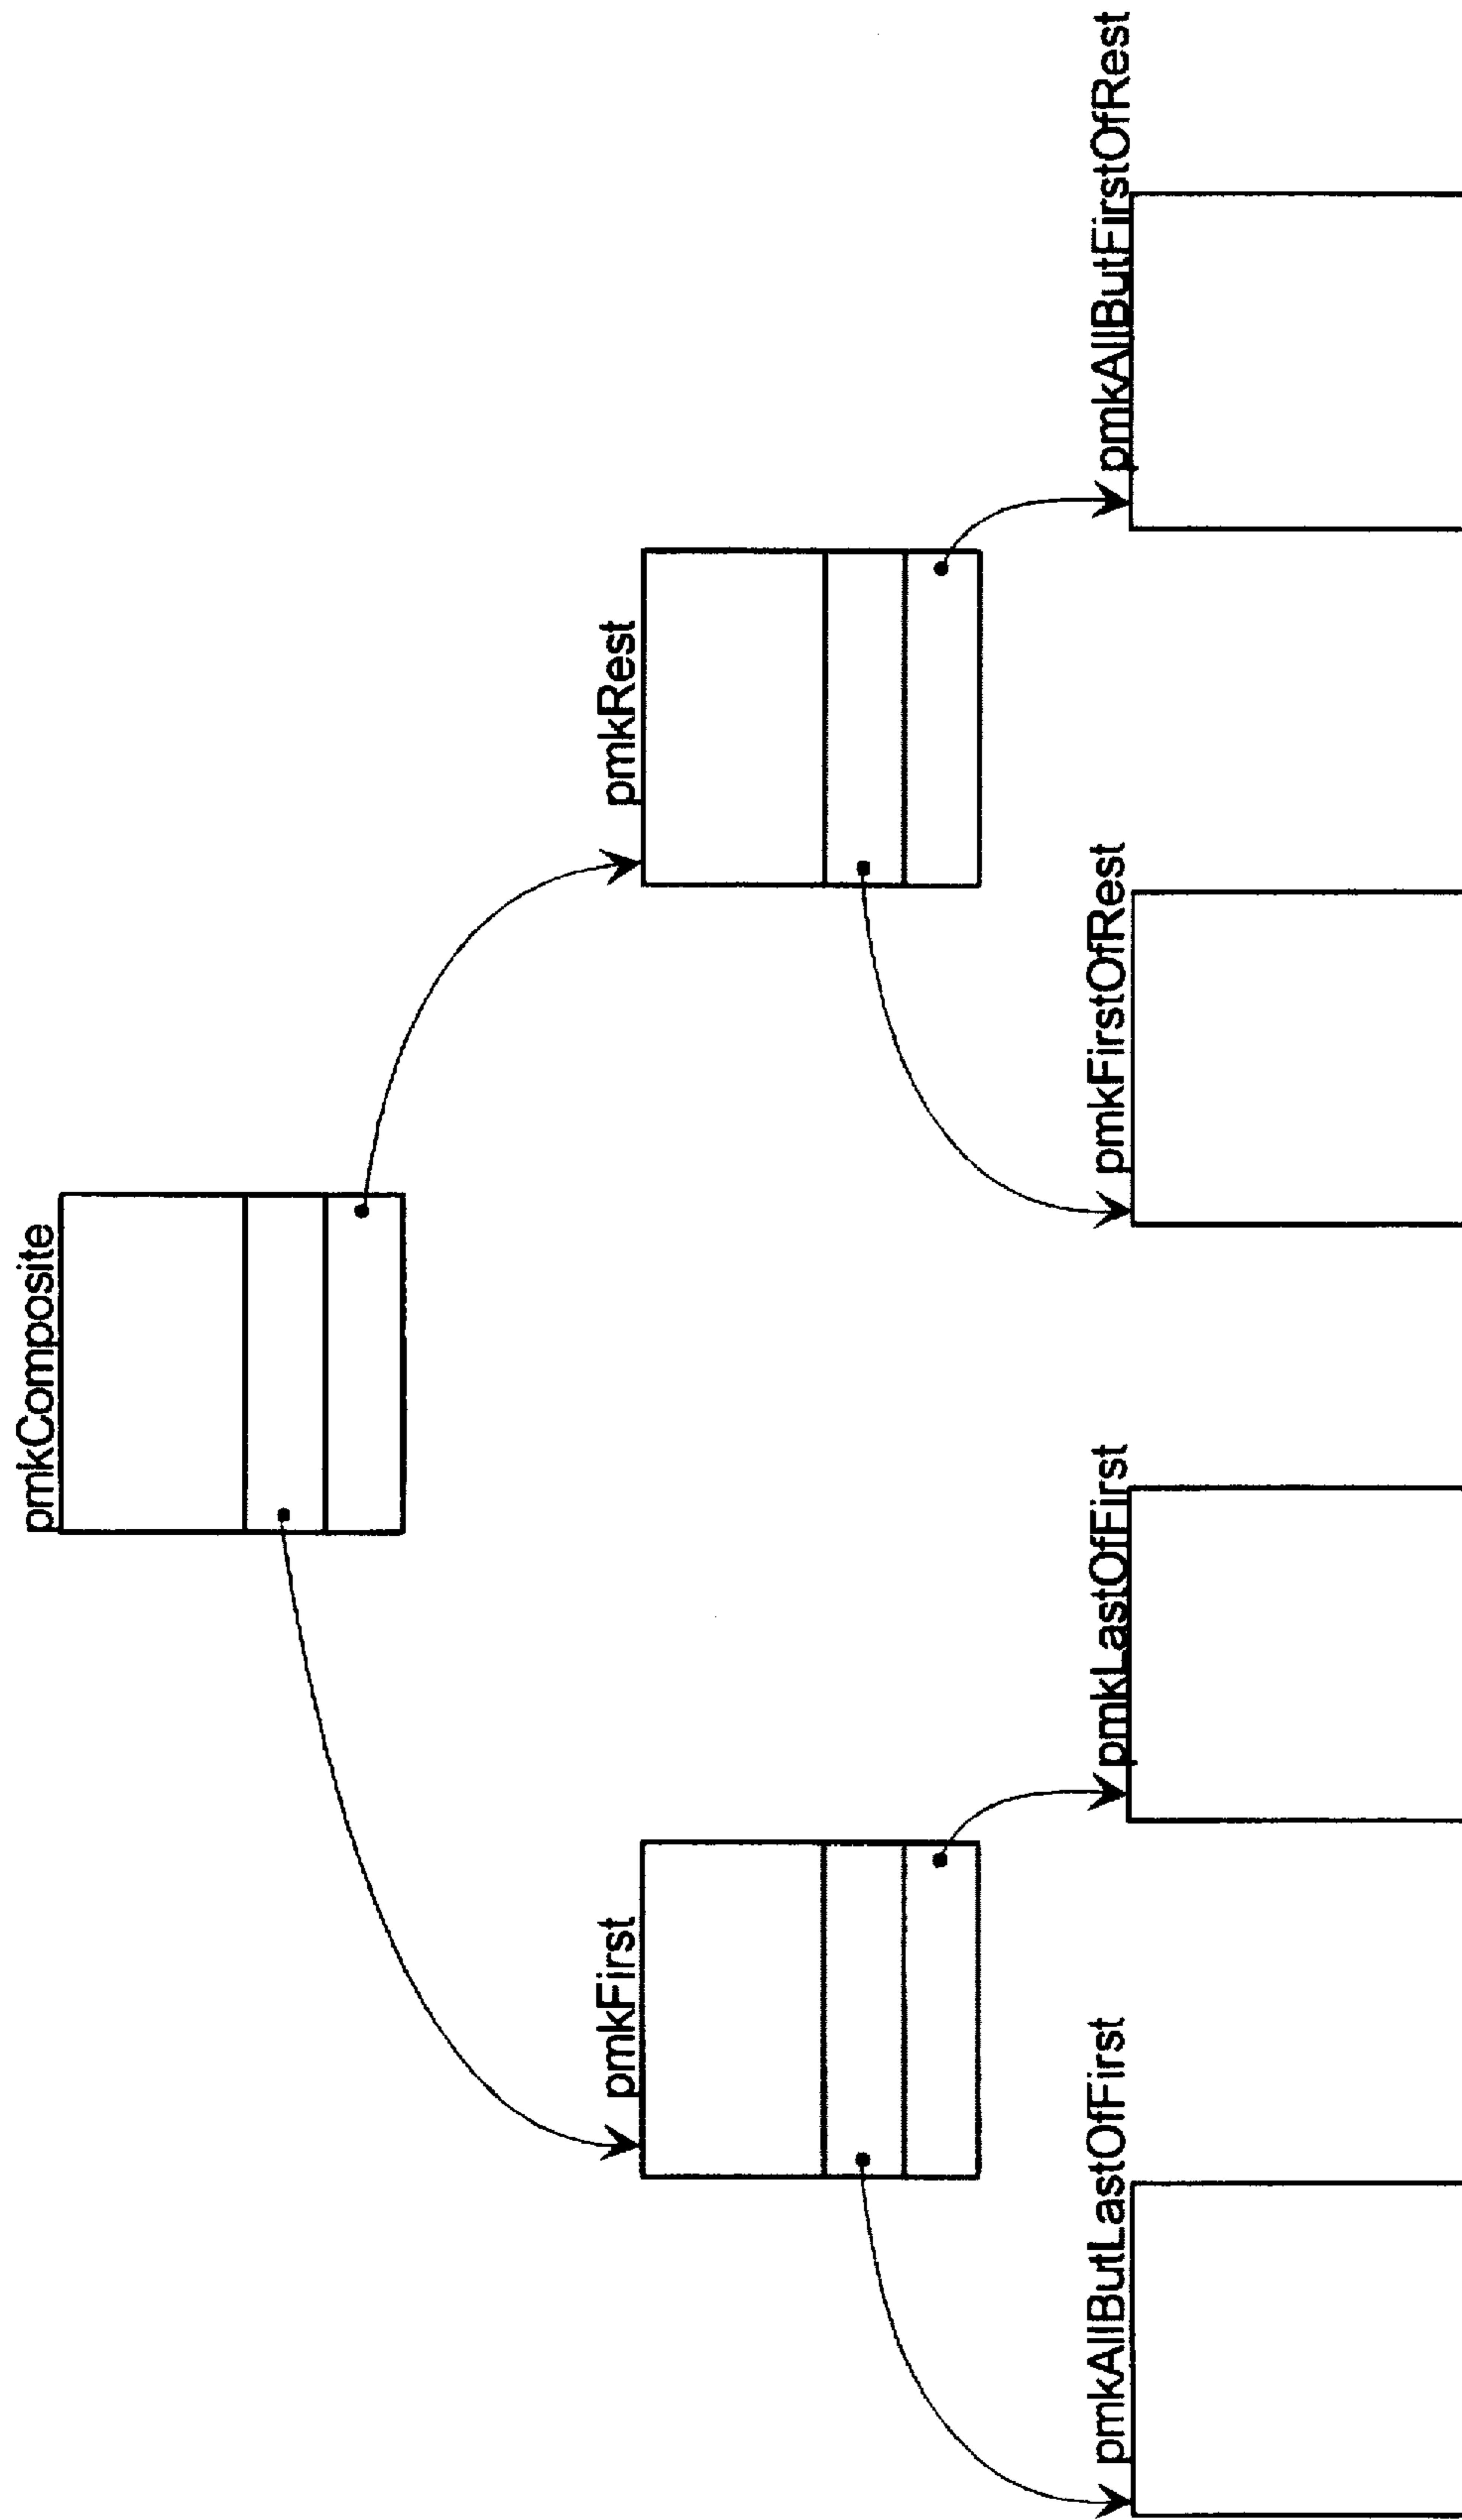 pmkComposite
pmkFirst
pmkRest
pmkAllButLastOfFirst
pmkLastOfFirst
pmkFirstOfRest
pmkAllButFirstOfRest